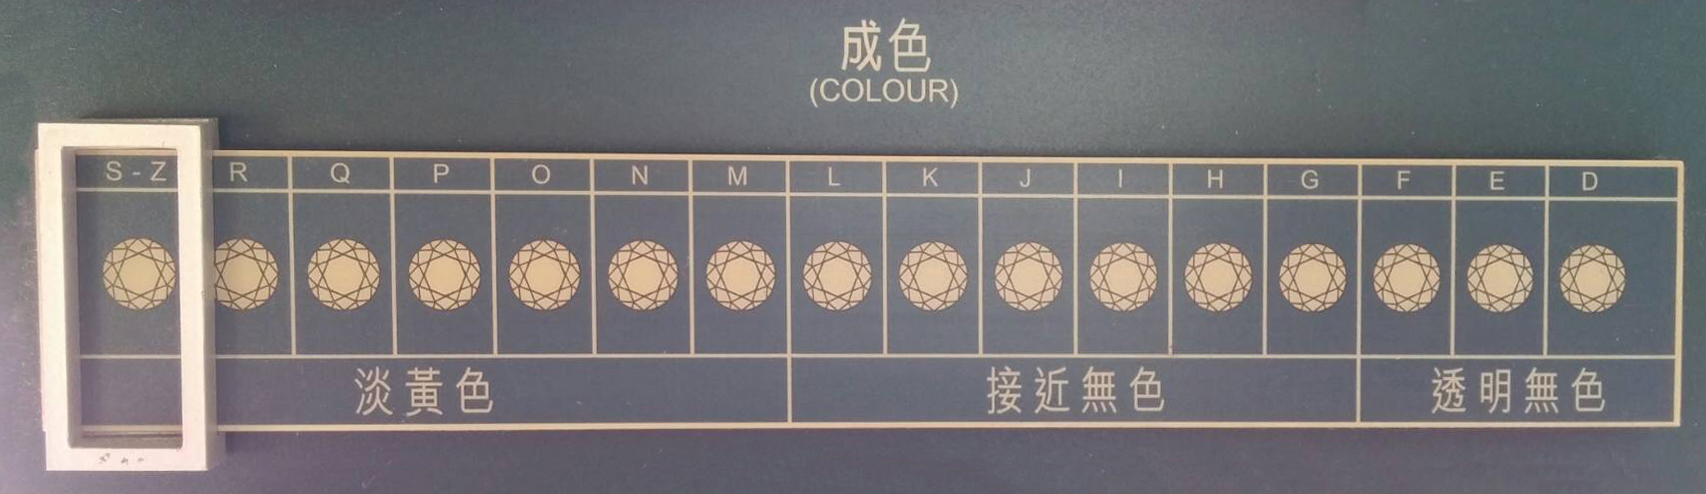 成色
(COLOUR)
S - Z R Q P O N M L K J I H G F E D
淡黃色 接近無色 透明無色